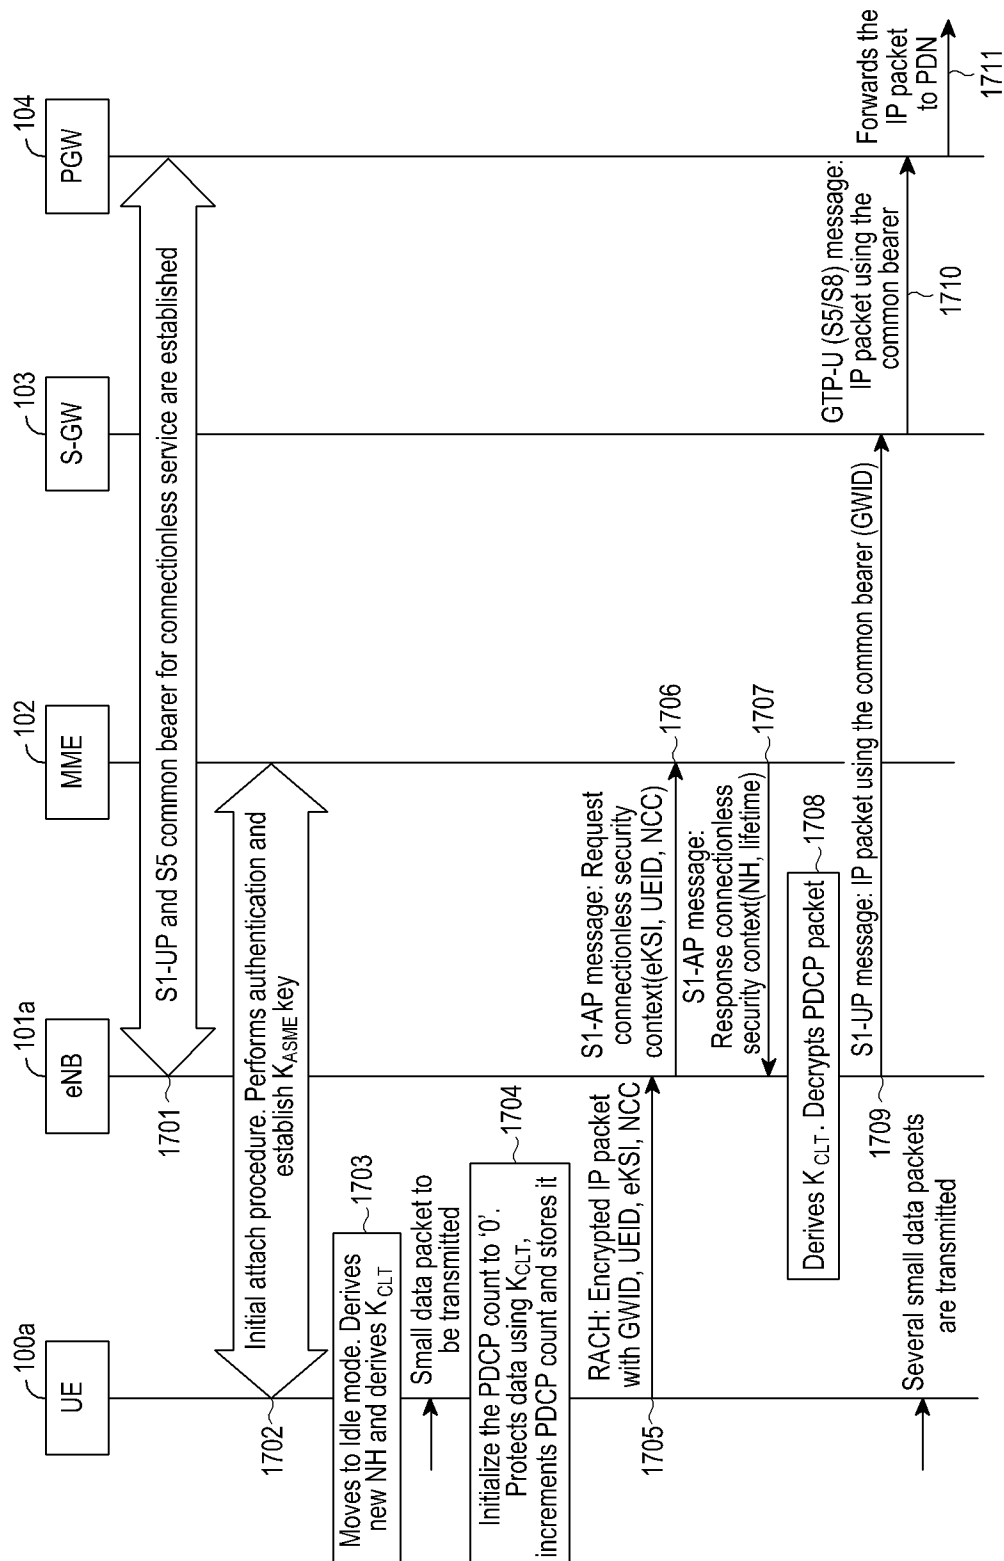 100a
UE
101a
eNB
102
MME
103
S-GW
104
PGW
S1-UP and S5 common bearer for connectionless service are established
1701
Initial attach procedure. Performs authentication and
establish KASME key
1702
1703
Moves to Idle mode. Derives
new NH and derives KCLT
Small data packet to
be transmitted
1704
Initialize the PDCP count to ‘0’.
Protects data using KCLT,
increments PDCP count and stores it
RACH: Encrypted IP packet
with GWID, UEID, eKSI, NCC
1705
S1-AP message: Request
connectionless security
context(eKSI, UEID, NCC)
1706
S1-AP message:
Response connectionless
security context(NH, lifetime)
1707
Derives KCLT. Decrypts PDCP packet
1708
S1-UP message: IP packet using the common bearer (GWID)
1709
GTP-U (S5/S8) message:
IP packet using the
common bearer
1710
Forwards the
IP packet
to PDN
1711
Several small data packets
are transmitted